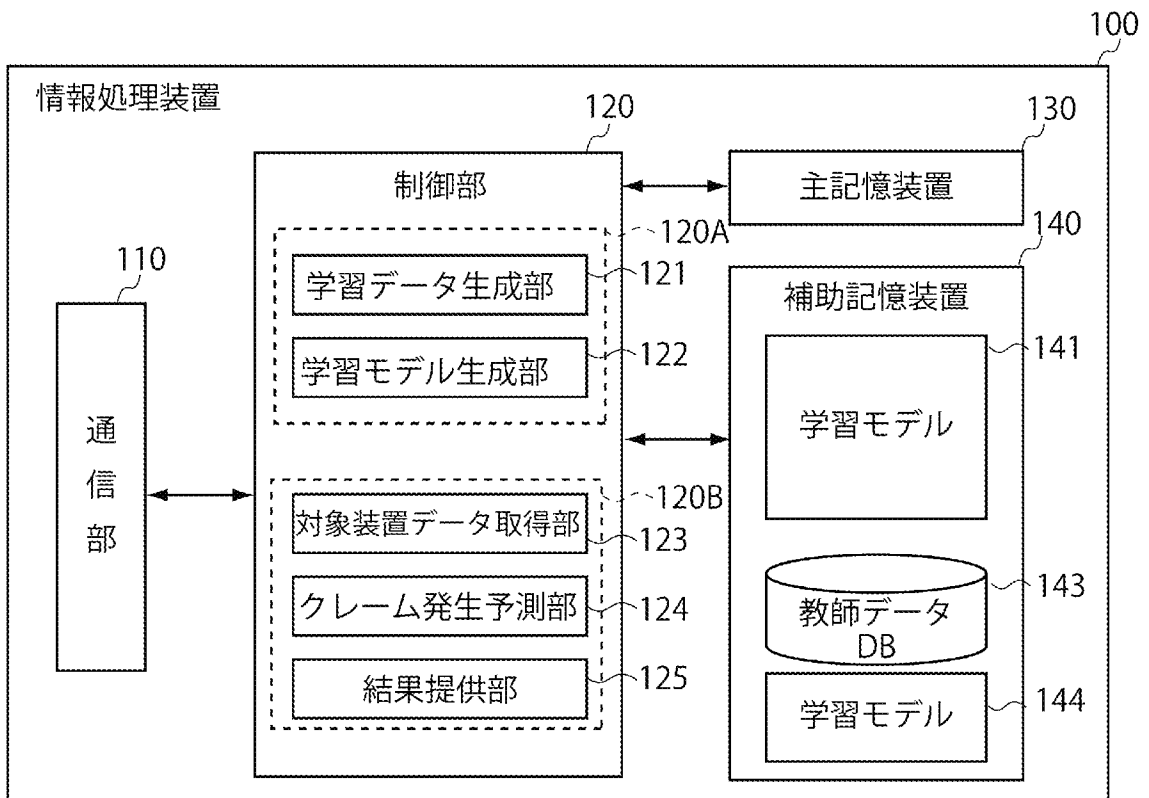 100
情報処理装置
120
制御部
120A
学習データ生成部
121
学習モデル生成部
122
120B
対象装置データ取得部
123
クレーム発生予測部
124
結果提供部
125
110
通信部
130
主記憶装置
140
補助記憶装置
141
学習モデル
143
教師データ
DB
144
学習モデル